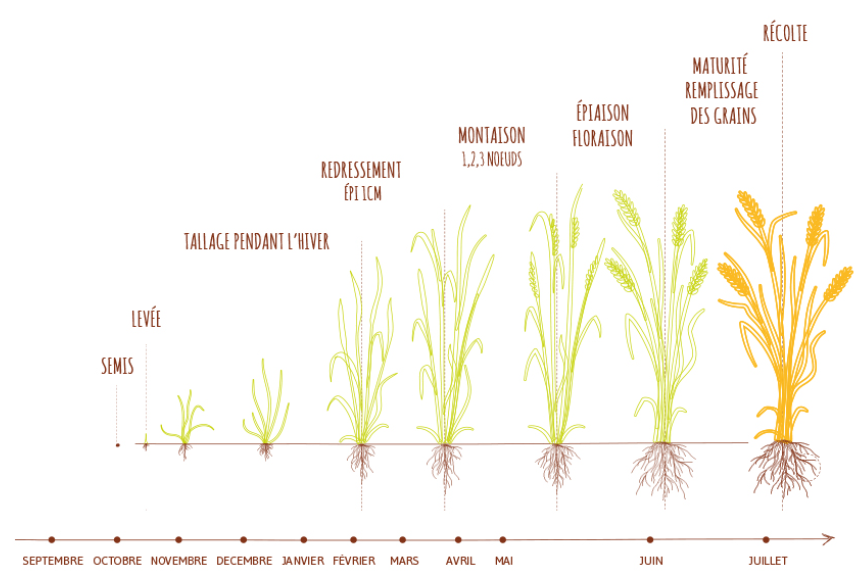 RÉCOLTE
MATURITÉ
REMPLISSAGE
DES GRAINS
ÉPIAISON
FLORAISON
MONTAISON
1,2,3 NOEUDS
REDRESSEMENT
ÉPI 1CM
TALLAGE PENDANT L'HIVER
LEVÉE
SEMIS
SEPTEMBRE OCTOBRE NOVEMBRE DECEMBRE JANVIER FÉVRIER MARS AVRIL MAI JUIN JUILLET